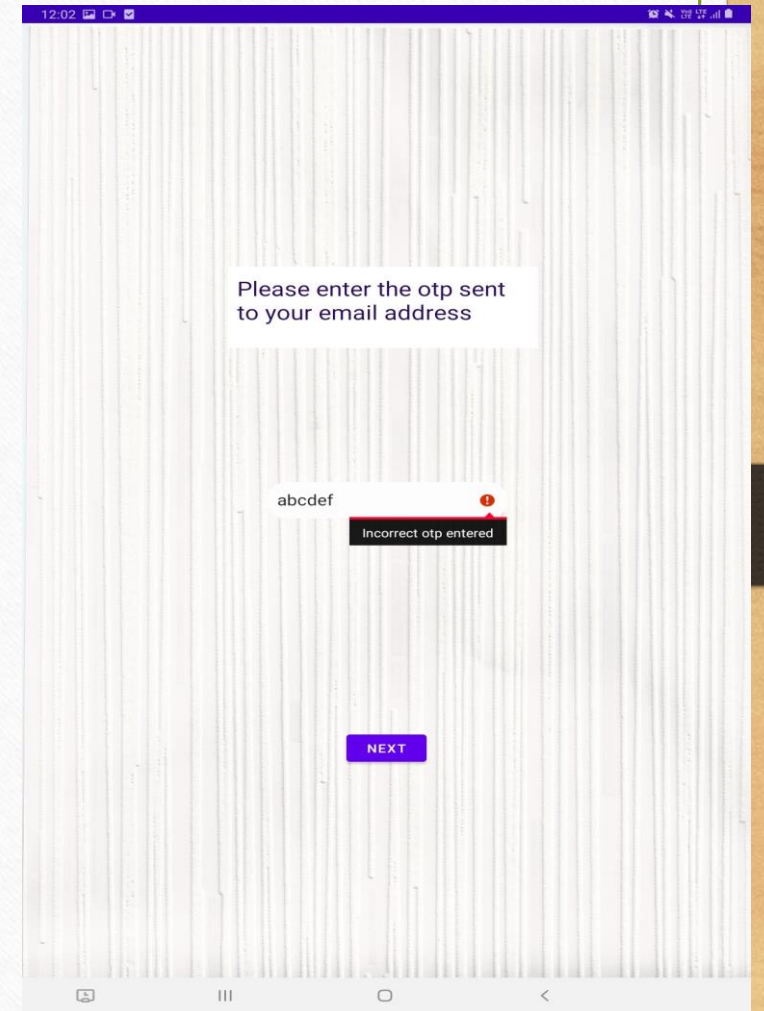 12:02
Please enter the otp sent
to your email address
abcdef
Incorrect otp entered
NEXT